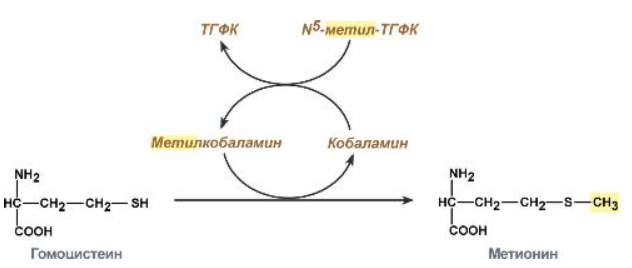 ТГФК N5-метил-ТГФК
Метилкобаламин Кобаламин
NH2 NH2
HC—CH2—CH2—SH HC—CH2—CH2—S—CH3
COOH COOH
Гомоцистеин Метионин